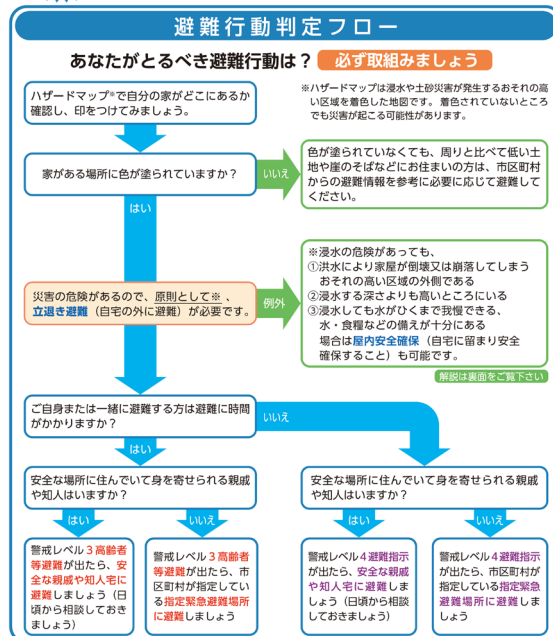 避難行動判定フロー
あなたがとるべき避難行動は？ 必ず取組みましょう
ハザードマップ※で自分の家がどこにあるか
確認し、印をつけてみましょう。
※ハザードマップは浸水や土砂災害が発生するおそれの高
い区域を着色した地図です。着色されていないところ
でも災害が起こる可能性があります。
家がある場所に色が塗られていますか？
いいえ
色が塗られていなくても、周りと比べて低い土
地や崖のそばなどにお住まいの方は、市区町村
からの避難情報を参考に必要に応じて避難して
ください。
はい
災害の危険があるので、原則として※、
立退き避難（自宅の外に避難）が必要です。
例外
※浸水の危険があっても、
①洪水により家屋が倒壊又は崩落してしまう
おそれの高い区域の外側である
②浸水する深さよりも高いところにいる
③浸水しても水がひくまで我慢できる、
水・食糧などの備えが十分にある
場合は屋内安全確保（自宅に留まり安全
確保すること）も可能です。
解説は裏面をご覧下さい
ご自身または一緒に避難する方は避難に時間
がかかりますか？
いいえ
はい
安全な場所に住んでいて身を寄せられる親戚
や知人はいますか？
はい
いいえ
警戒レベル３高齢者
等避難が出たら、安
全な親戚や知人宅に
避難しましょう（日
頃から相談しておき
ましょう）
警戒レベル３高齢者
等避難が出たら、市
区町村が指定してい
る指定緊急避難場所
に避難しましょう
安全な場所に住んでいて身を寄せられる親戚
や知人はいますか？
はい
いいえ
警戒レベル４避難指示
が出たら、安全な親戚
や知人宅に避難しま
しょう（日頃から相談
しておきましょう）
警戒レベル４避難指示
が出たら、市区町村が
指定している指定緊急
避難場所に避難しま
しょう